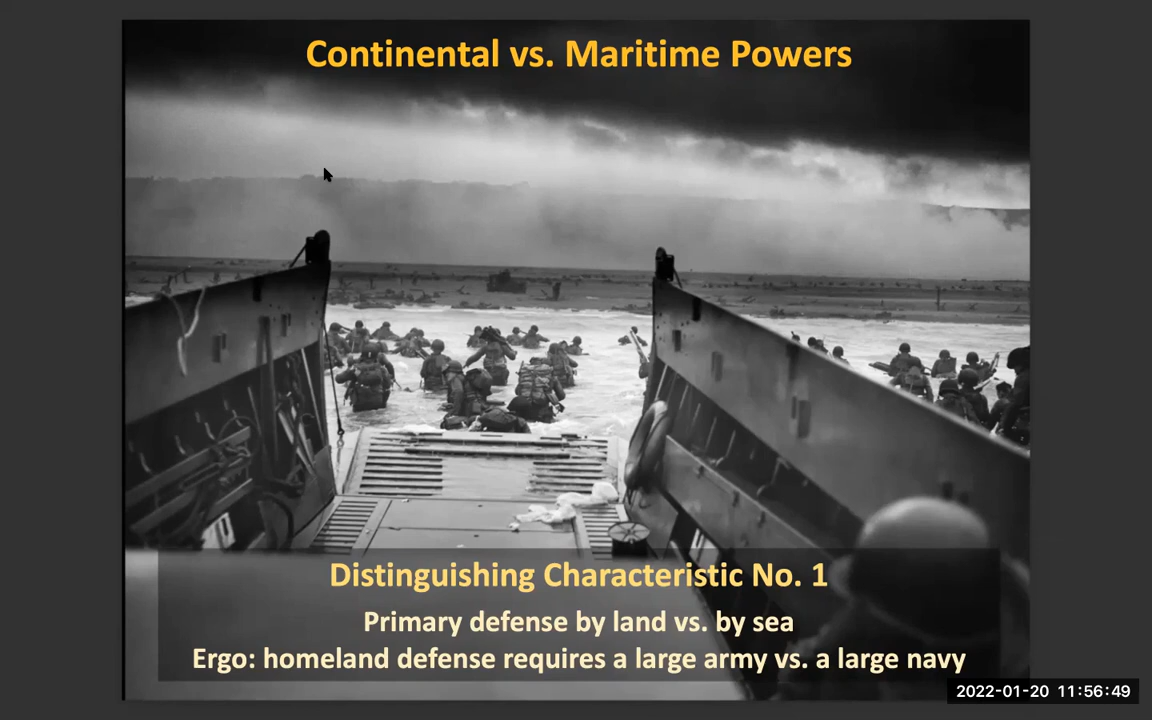 Continental vs. Maritime Powers
Distinguishing Characteristic No. 1
Primary defense by land vs. by sea
Ergo: homeland defense requires a large army vs. a large navy
2022-01-20 11:56:49